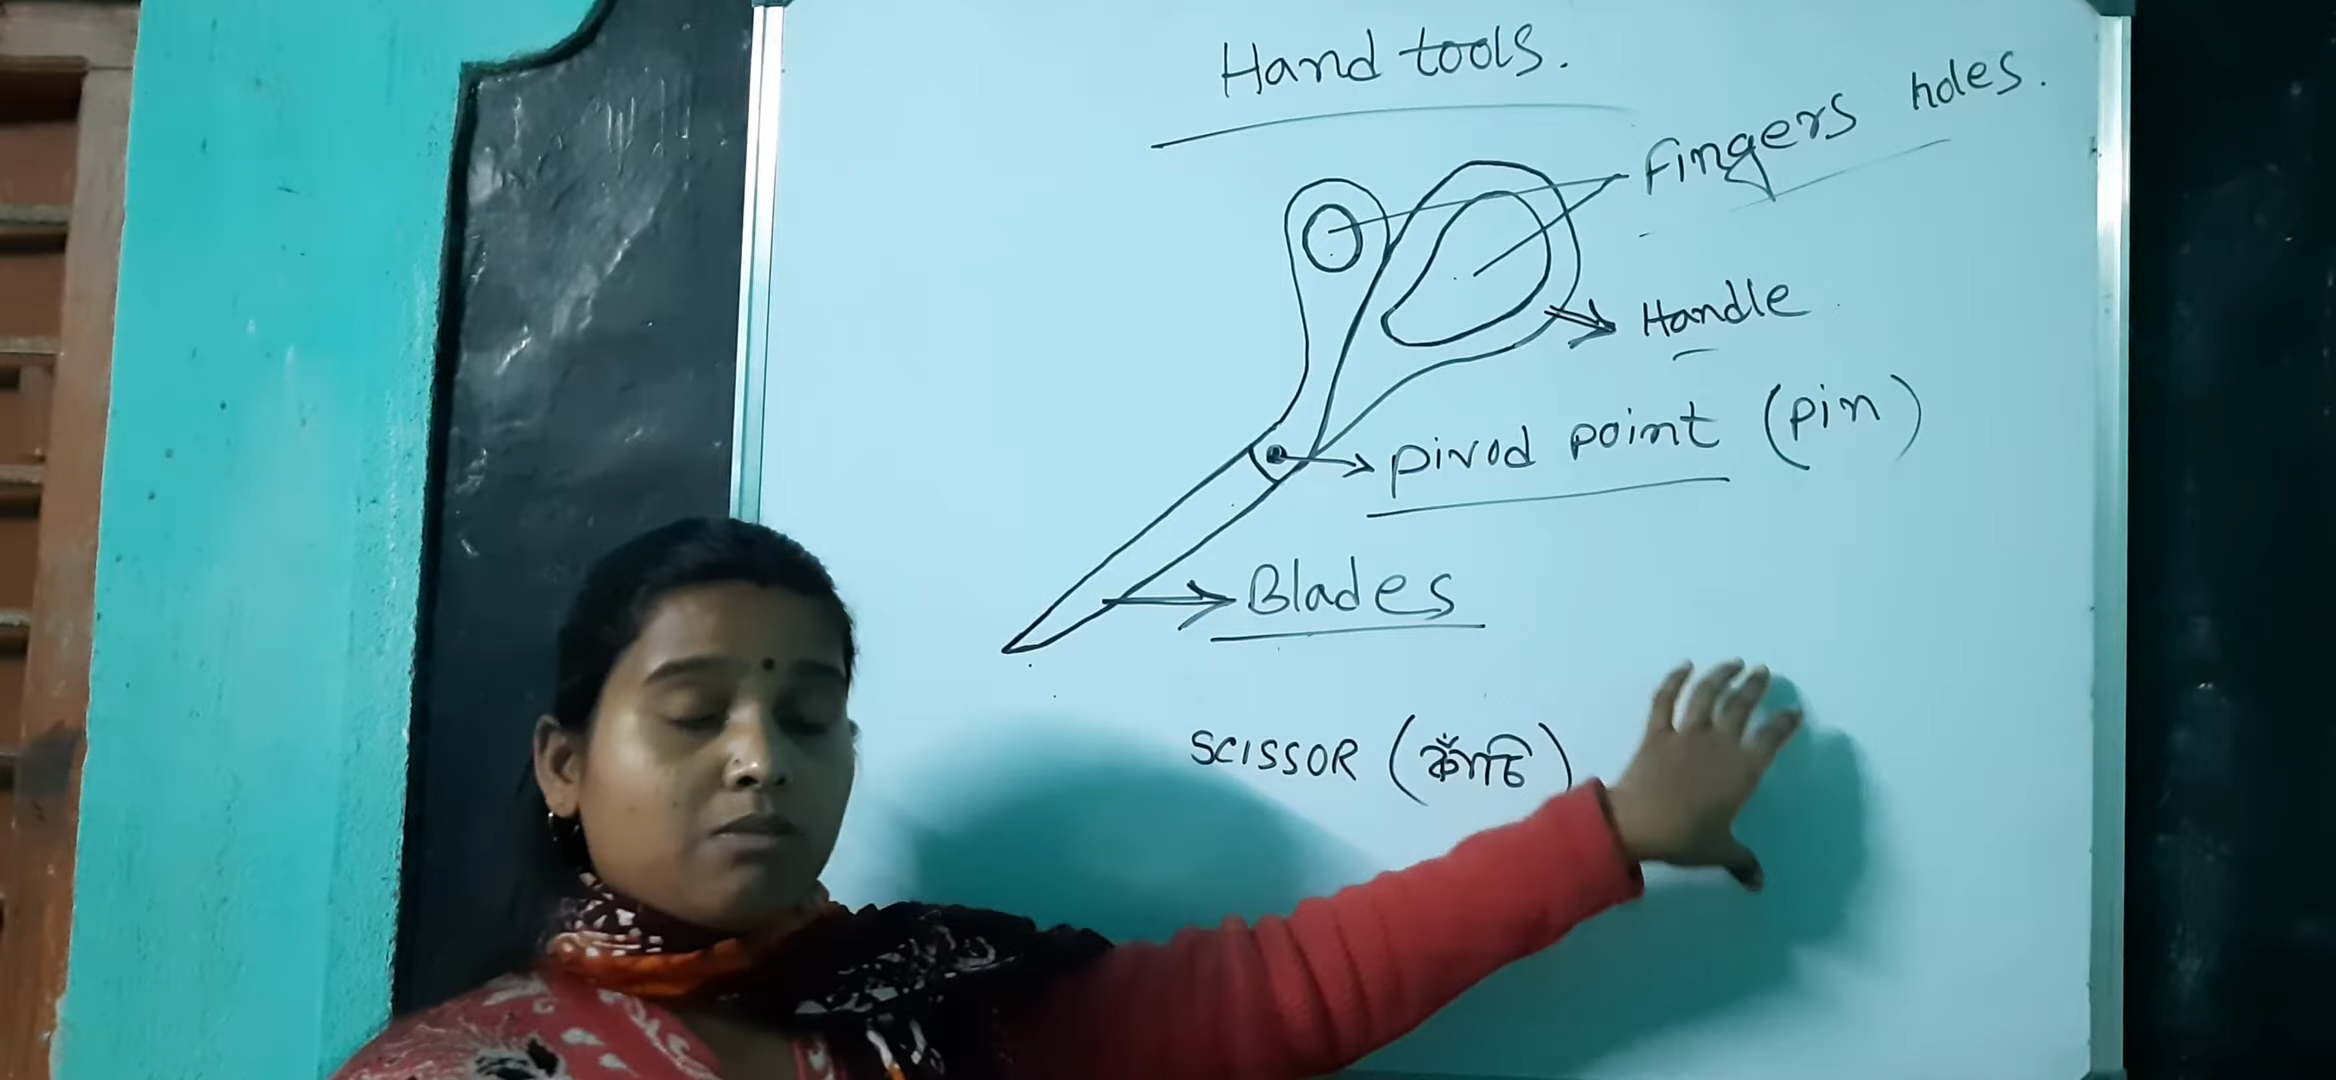 Hand tools.
Fingers holes.
Handle
pivod point (pin)
Blades
SCISSOR (কাঁচি)